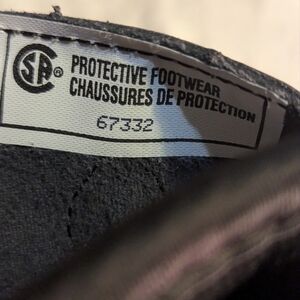 SA®
PROTECTIVE FOOTWEAR
CHAUSSURES DE PROTECTION
67332